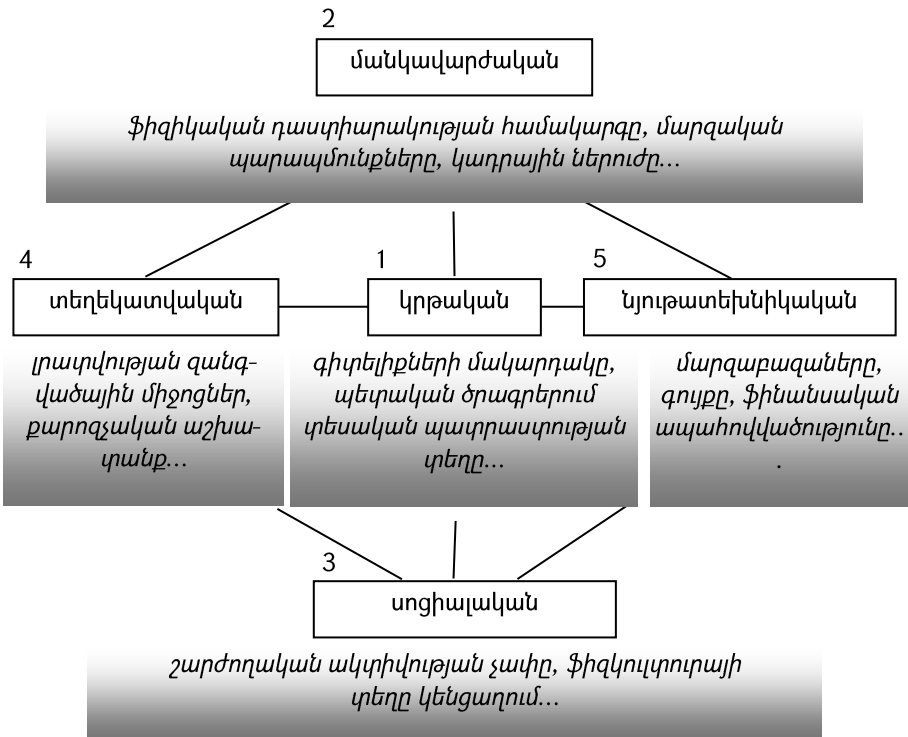 2
մանկավարժական
ֆիզիկական դաստիարակության համակարգը, մարզական
պարապմունքները, կադրային ներուժը...
4
տեղեկատվական
լրատվության զանգ-
վածային միջոցներ,
քարոզչական աշխա-
տանք...
1
կրթական
գիտելիքների մակարդակը,
պետական ծրագրերում
տեսական պատրաստության
տեղը...
5
նյութատեխնիկական
մարզաբազաները,
գույքը, ֆինանսական
ապահովվածությունը..
.
3
սոցիալական
շարժողական ակտիվության չափը, ֆիզկուլտուրայի
տեղը կենցաղում...